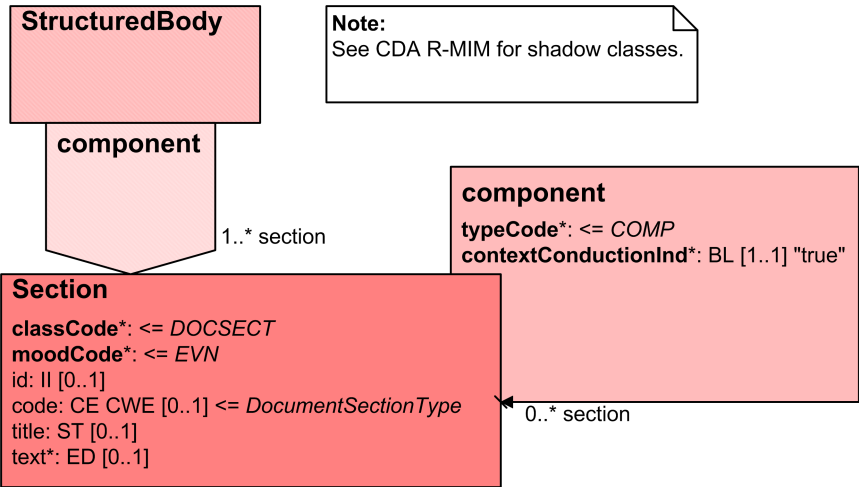 StructuredBody
Note:
See CDA R-MIM for shadow classes.
component
1..* section
component
typeCode*: <= COMP
contextConductionInd*: BL [1..1] "true"
Section
classCode*: <= DOCSECT
moodCode*: <= EVN
id: II [0..1]
code: CE CWE [0..1] <= DocumentSectionType
title: ST [0..1]
text*: ED [0..1]
0..* section